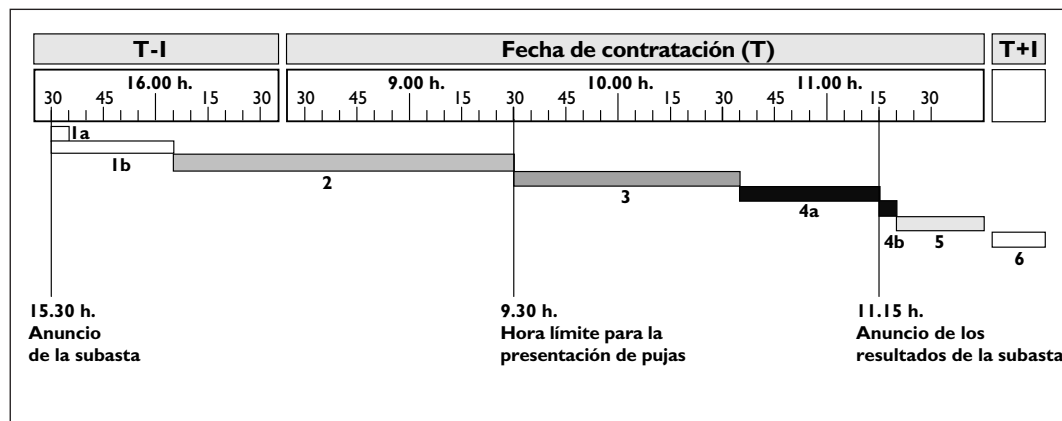 T-1 Fecha de contratación (T) T+1
16.00 h. 9.00 h. 10.00 h. 11.00 h.
30 45 15 30 30 45 15 30 45 15 30 45 15 30
1a
1b
2
3
4a
4b 5
6
15.30 h. 9.30 h. 11.15 h.
Anuncio Hora límite para la Anuncio de los
de la subasta presentación de pujas resultados de la subasta